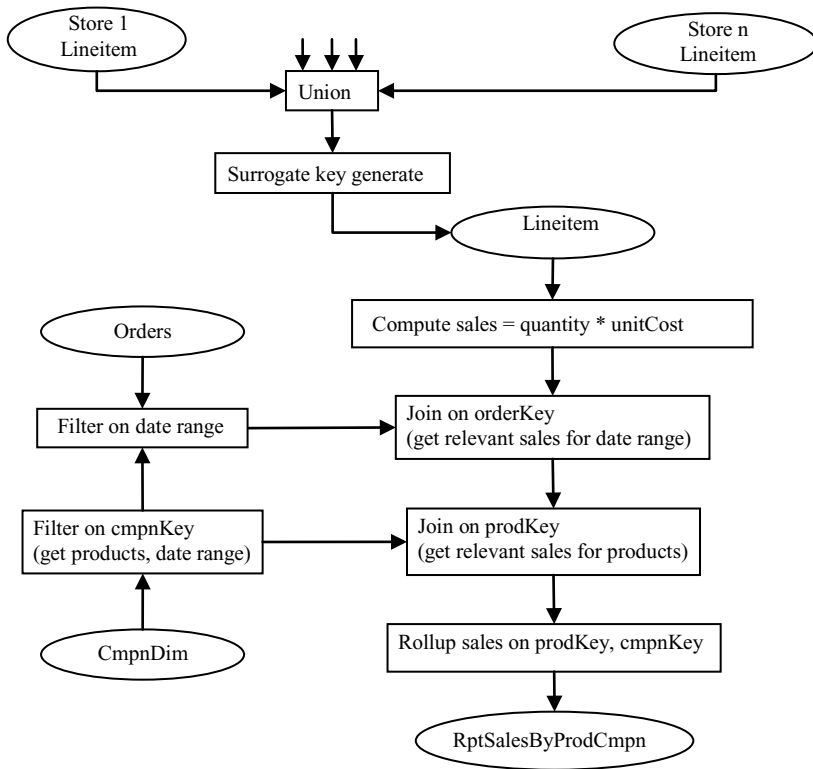 Store 1
Lineitem
Store n
Lineitem
Union
Surrogate key generate
Lineitem
Compute sales = quantity * unitCost
Orders
Filter on date range
Join on orderKey
(get relevant sales for date range)
Filter on cmpnKey
(get products, date range)
Join on prodKey
(get relevant sales for products)
CmpnDim
Rollup sales on prodKey, cmpnKey
RptSalesByProdCmpn